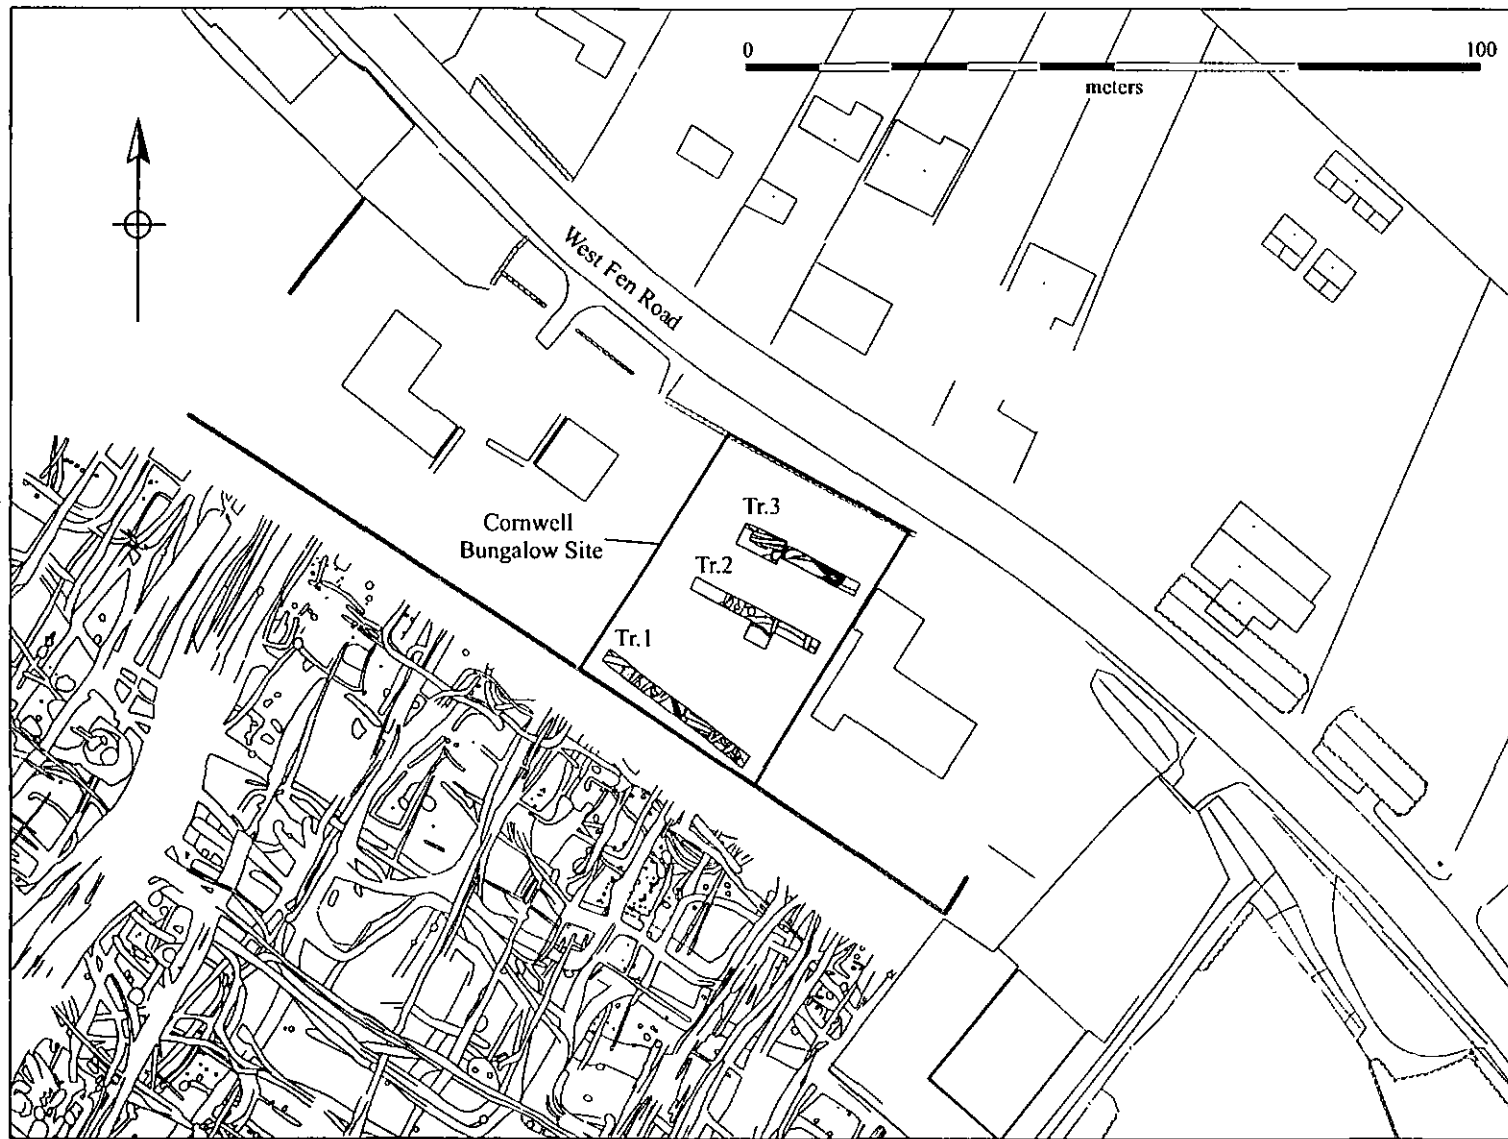 0 100
meters
West Fen Road
Cornwell
Bungalow Site
Tr.3
Tr.2
Tr.1